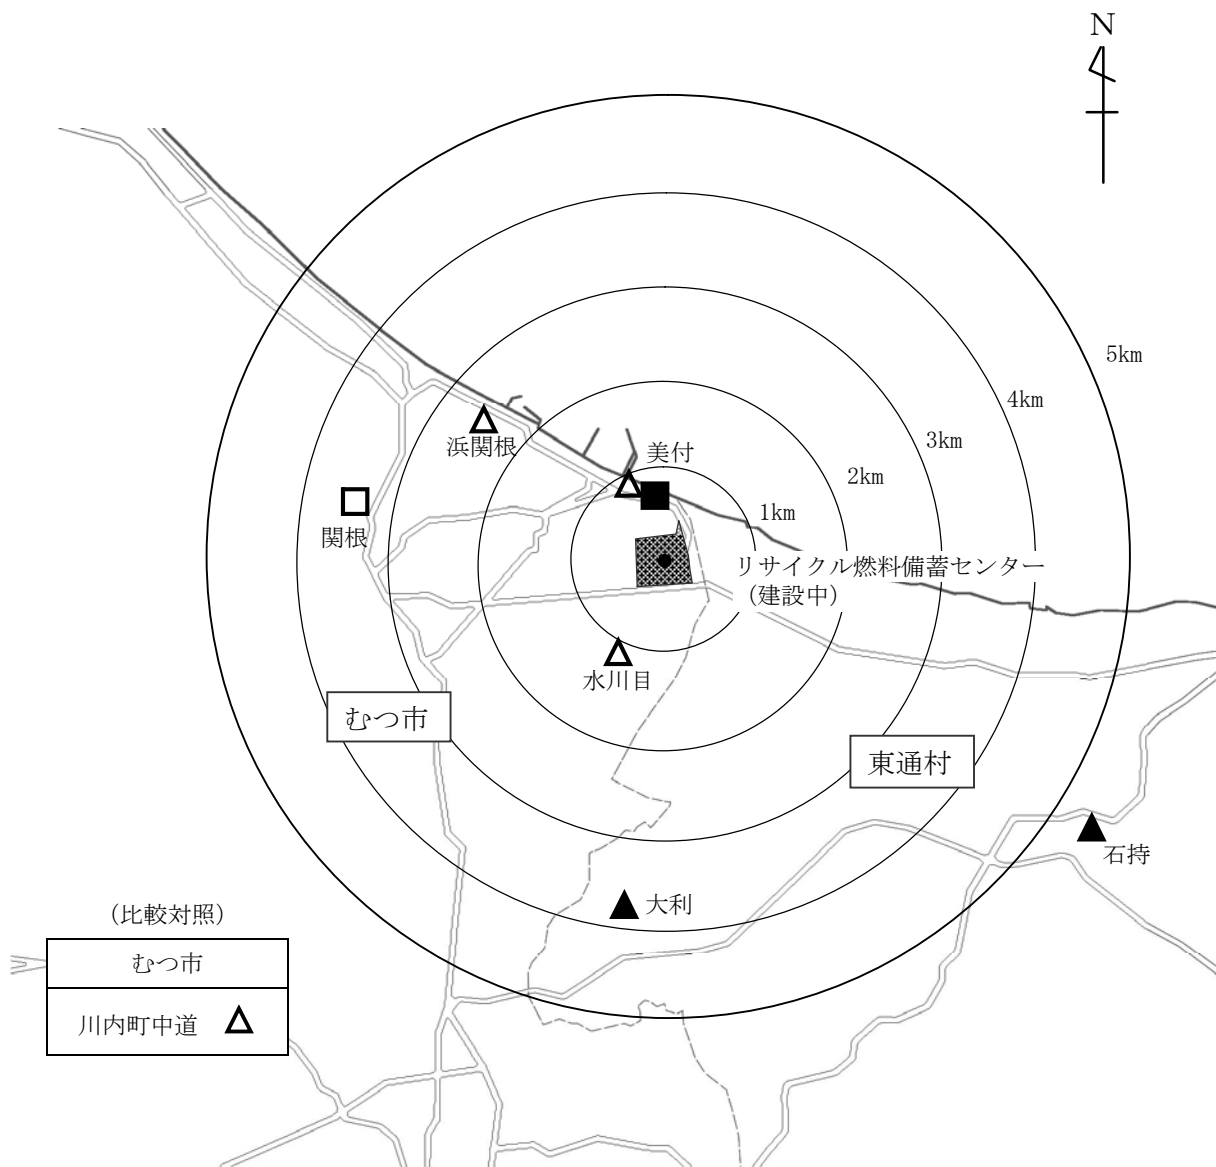 N
5km
4km
3km
浜関根
美付
2km
1km
関根
リサイクル燃料備蓄センター
（建設中）
水川目
むつ市
東通村
石持
大利
（比較対照）
むつ市
川内町中道